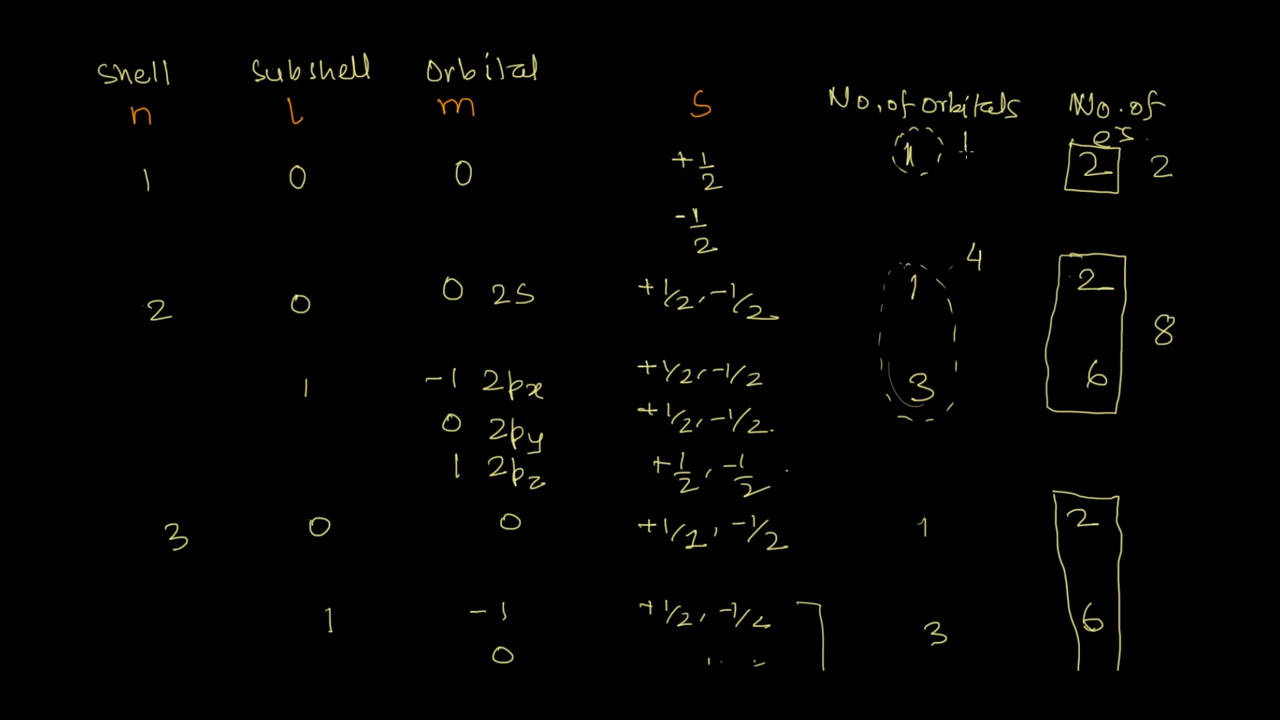 Shell Subshell Orbital
n l m s No. of Orbitals No. of es.
1 0 0 +1/2 1 1 2 2
-1/2
2 0 0 2s +1/2, -1/2 1 4 2
8
1 -1 2px +1/2, -1/2 3 6
0 2py +1/2, -1/2.
1 2pz +1/2, -1/2
3 0 0 +1/2, -1/2 1 2
1 -1 +1/2, -1/2 3 6
0